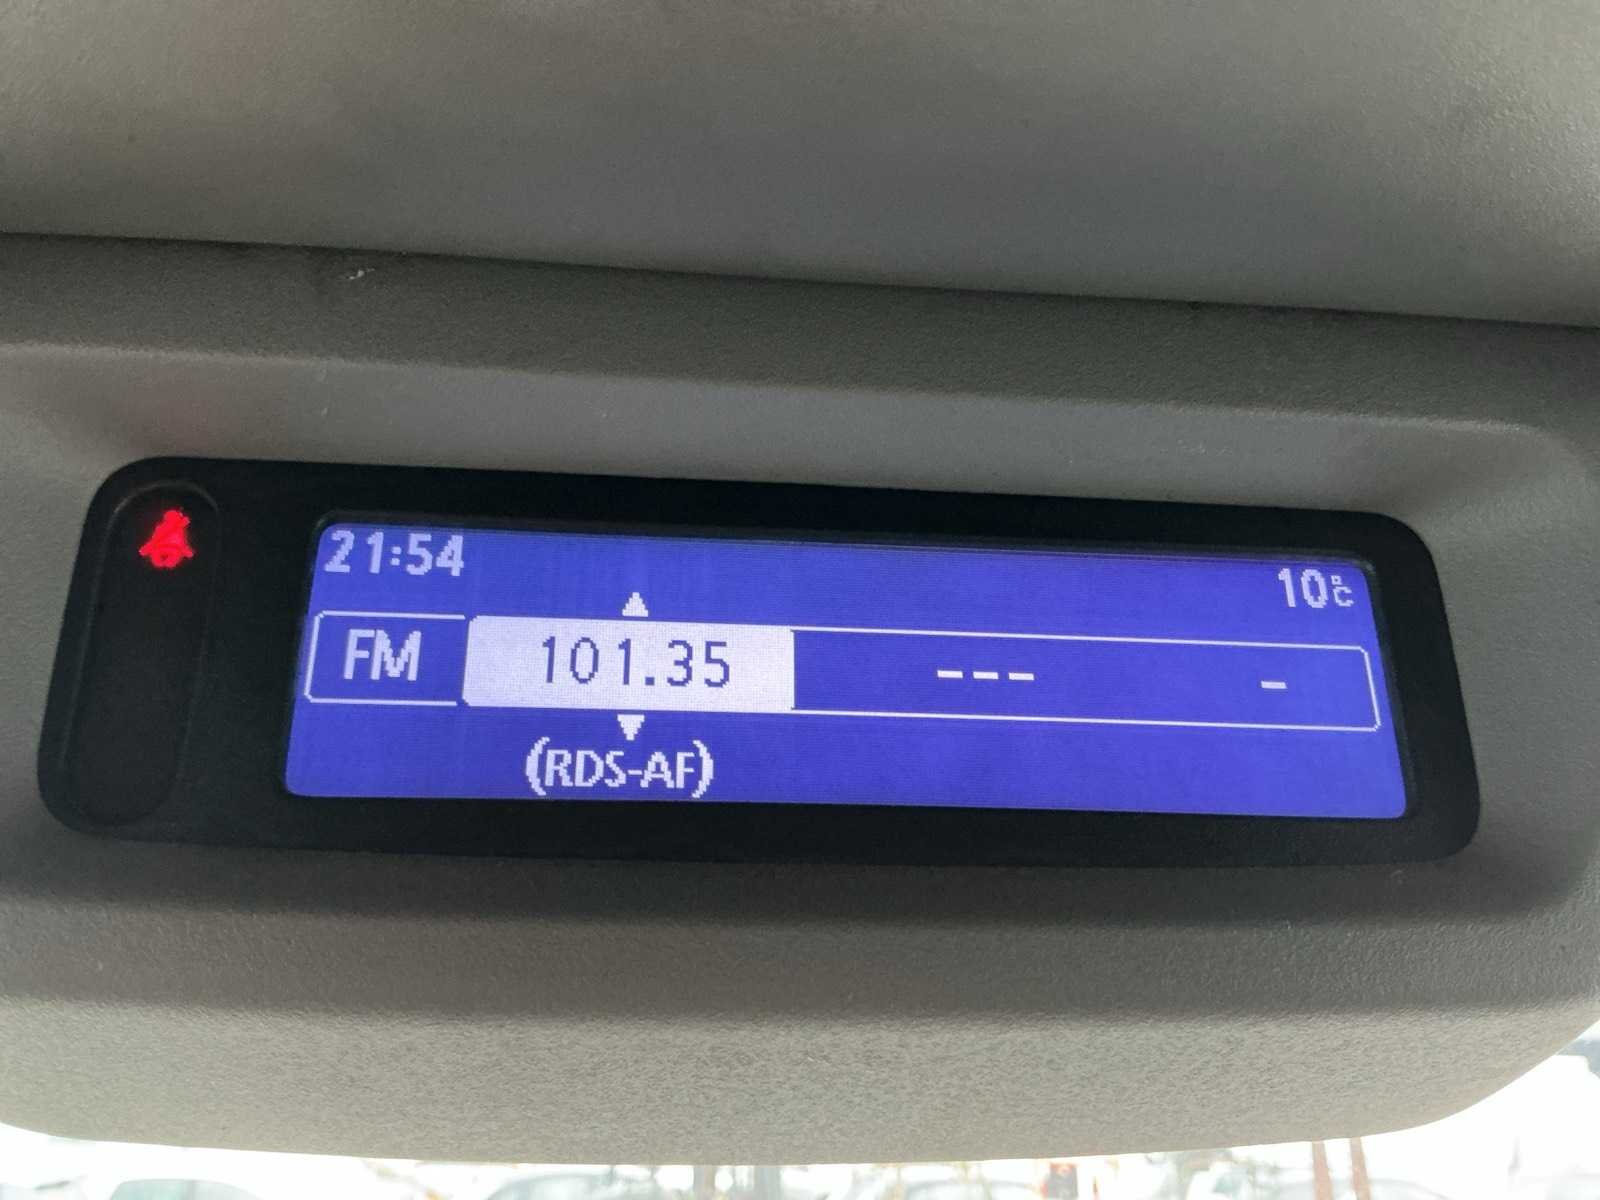 21:54 10°C
FM 101.35 --- -
(RDS-AF)